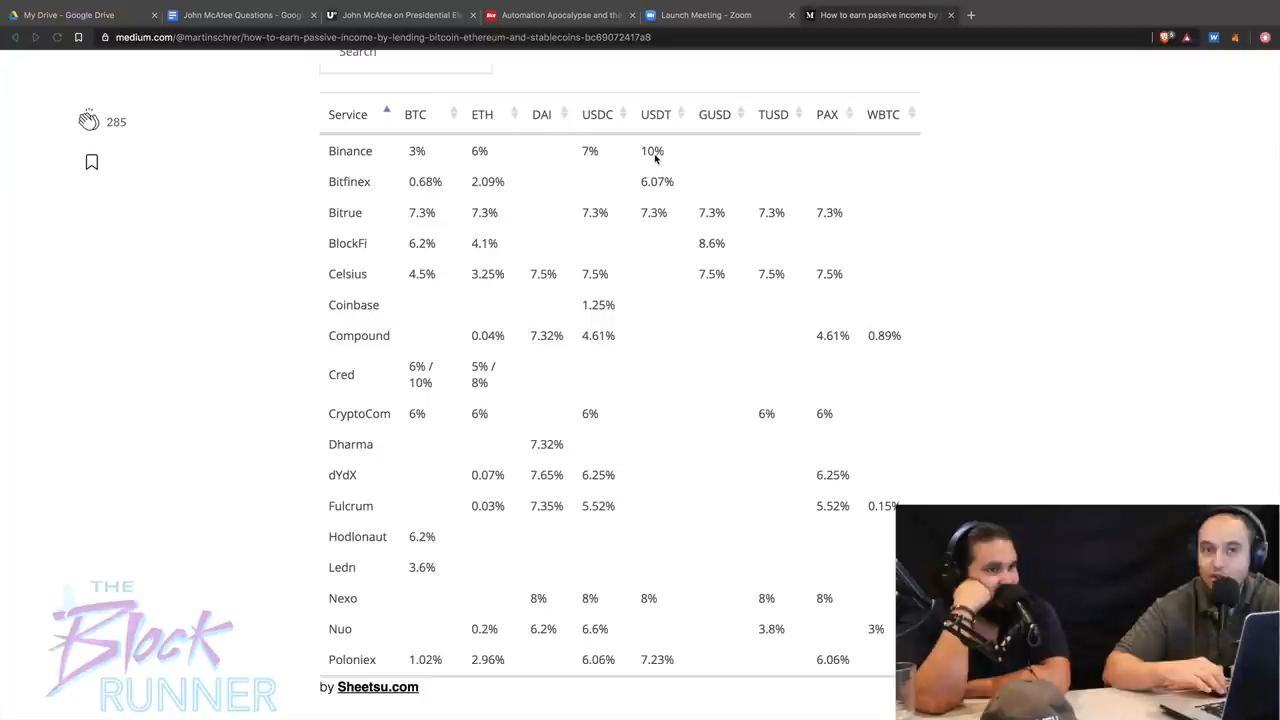 My Drive - Google Drive
John McAfee Questions - Goog
John McAfee on Presidential El
Automation Apocalypse and the
Launch Meeting - Zoom
How to earn passive income by
medium.com/@martinschrer/how-to-earn-passive-income-by-lending-bitcoin-ethereum-and-stablecoins-bc69072417a8
Search
285
Service BTC ETH DAI USDC USDT GUSD TUSD PAX WBTC
Binance 3% 6% 7% 10%
Bitfinex 0.68% 2.09% 6.07%
Bitrue 7.3% 7.3% 7.3% 7.3% 7.3% 7.3% 7.3%
BlockFi 6.2% 4.1% 8.6%
Celsius 4.5% 3.25% 7.5% 7.5% 7.5% 7.5% 7.5%
Coinbase 1.25%
Compound 0.04% 7.32% 4.61% 4.61% 0.89%
Cred 6% / 10% 5% / 8%
CryptoCom 6% 6% 6% 6% 6%
Dharma 7.32%
dYdX 0.07% 7.65% 6.25% 6.25%
Fulcrum 0.03% 7.35% 5.52% 5.52% 0.15%
Hodlonaut 6.2%
Ledn 3.6%
Nexo 8% 8% 8% 8% 8%
Nuo 0.2% 6.2% 6.6% 3.8% 3%
Poloniex 1.02% 2.96% 6.06% 7.23% 6.06%
by Sheetsu.com
THE
Block
RUNNER